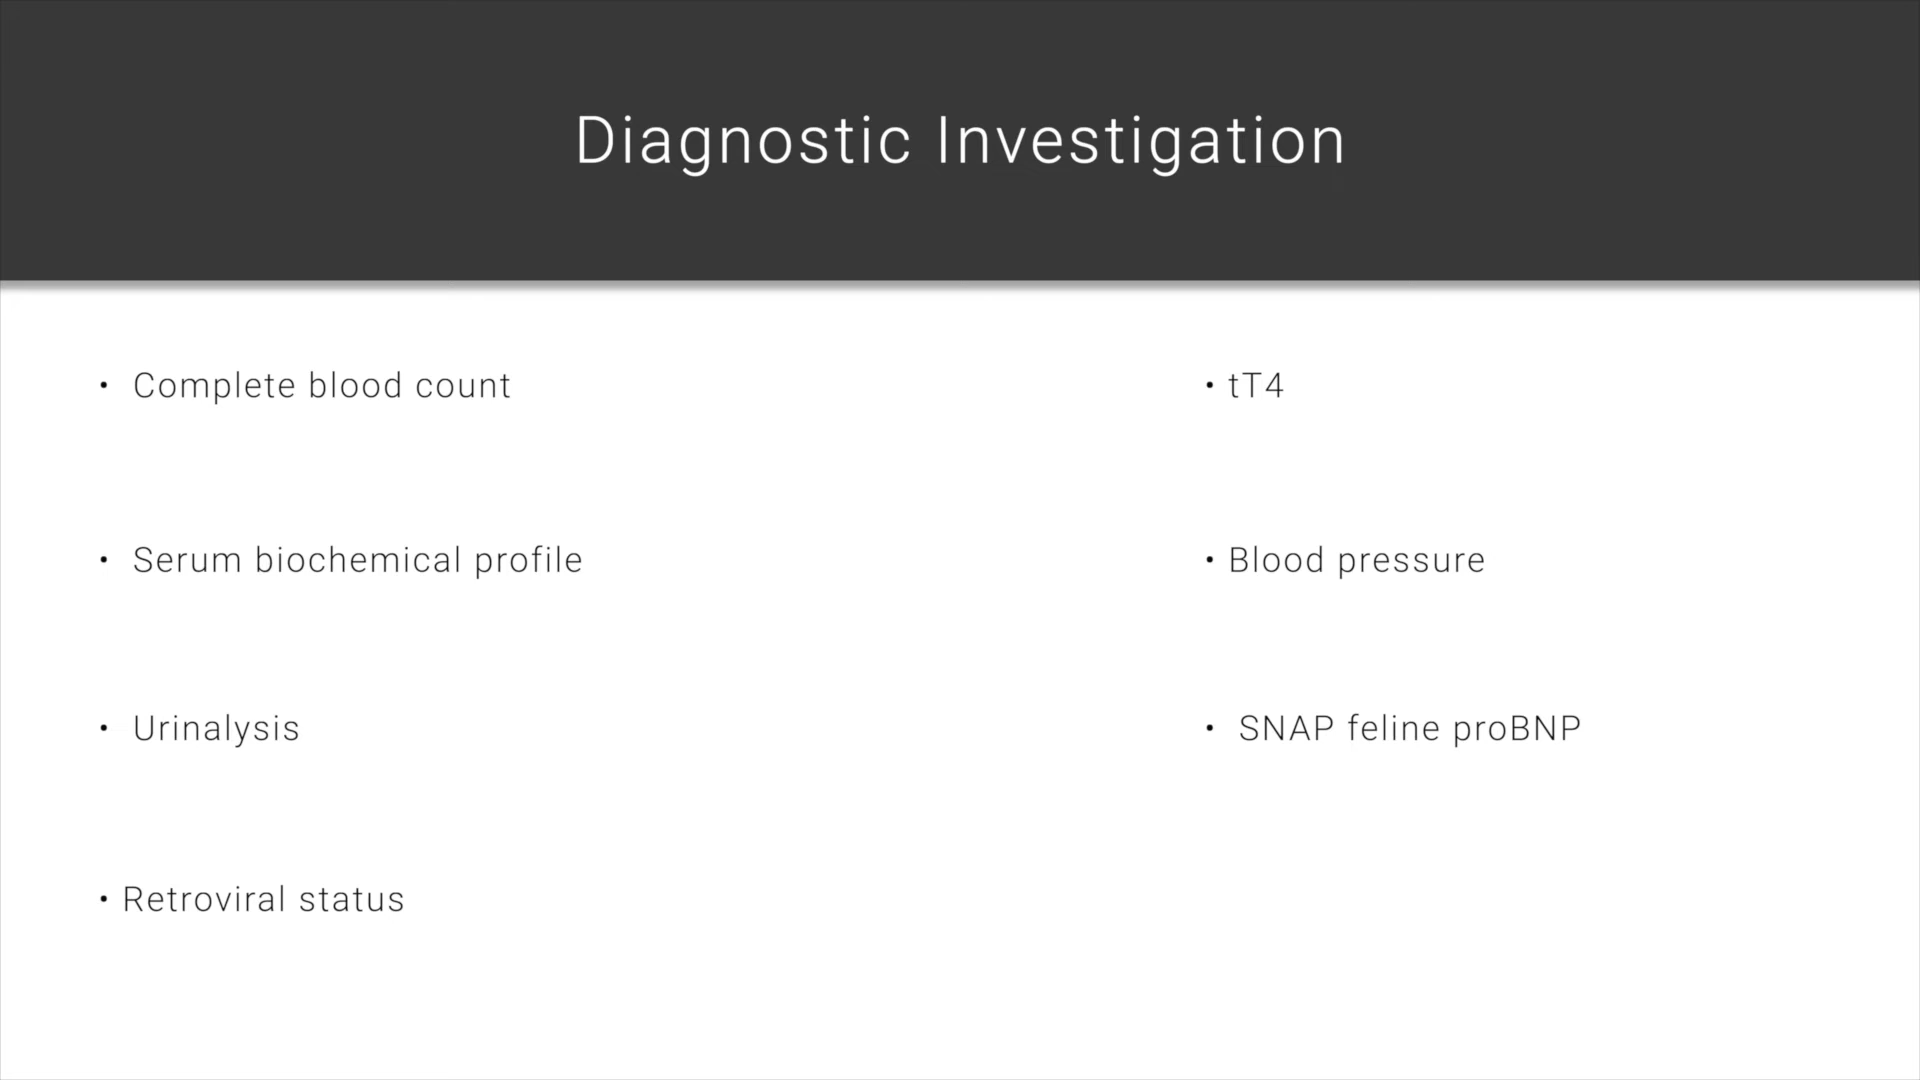 Diagnostic Investigation
• Complete blood count
• Serum biochemical profile
• Urinalysis
• Retroviral status
• tT4
• Blood pressure
• SNAP feline proBNP